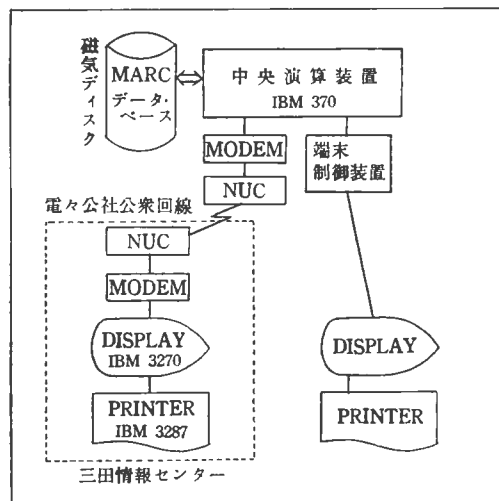 磁気ディスク
MARC
データ・
ベース
中央演算装置
IBM 370
MODEM
端末
制御装置
NUC
電々公社公衆回線
NUC
MODEM
DISPLAY
IBM 3270
PRINTER
IBM 3287
三田情報センター
DISPLAY
PRINTER